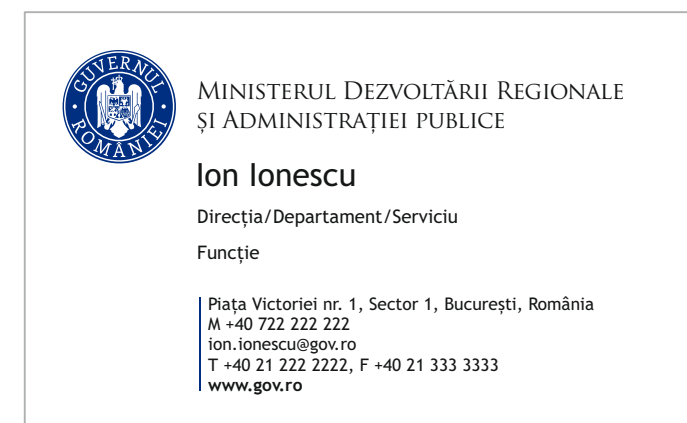 GUVERNUL ROMÂNIEI
Ministerul Dezvoltării Regionale
și Administrației publice
Ion Ionescu
Direcția/Departament/Serviciu
Funcție
Piața Victoriei nr. 1, Sector 1, București, România
M +40 722 222 222
ion.ionescu@gov.ro
T +40 21 222 2222, F +40 21 333 3333
www.gov.ro